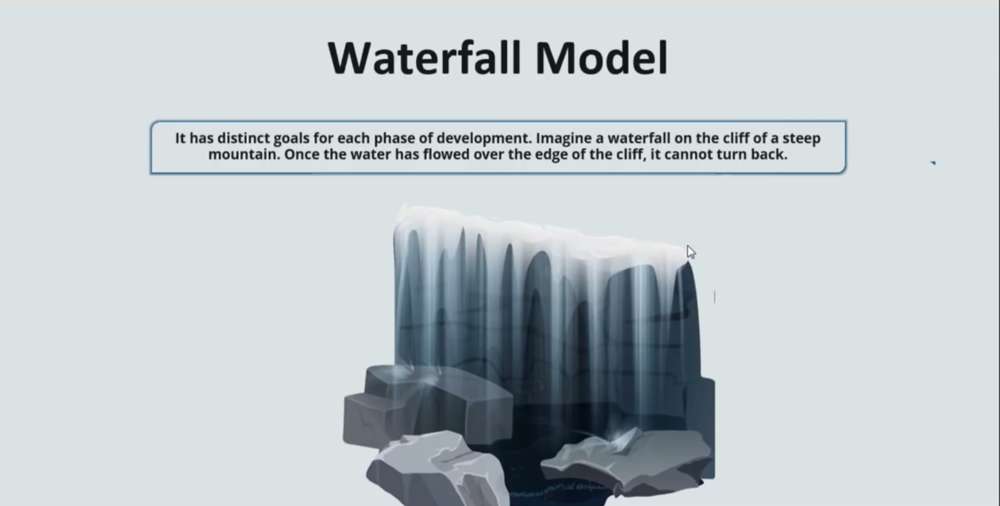 Waterfall Model
It has distinct goals for each phase of development. Imagine a waterfall on the cliff of a steep
mountain. Once the water has flowed over the edge of the cliff, it cannot turn back.